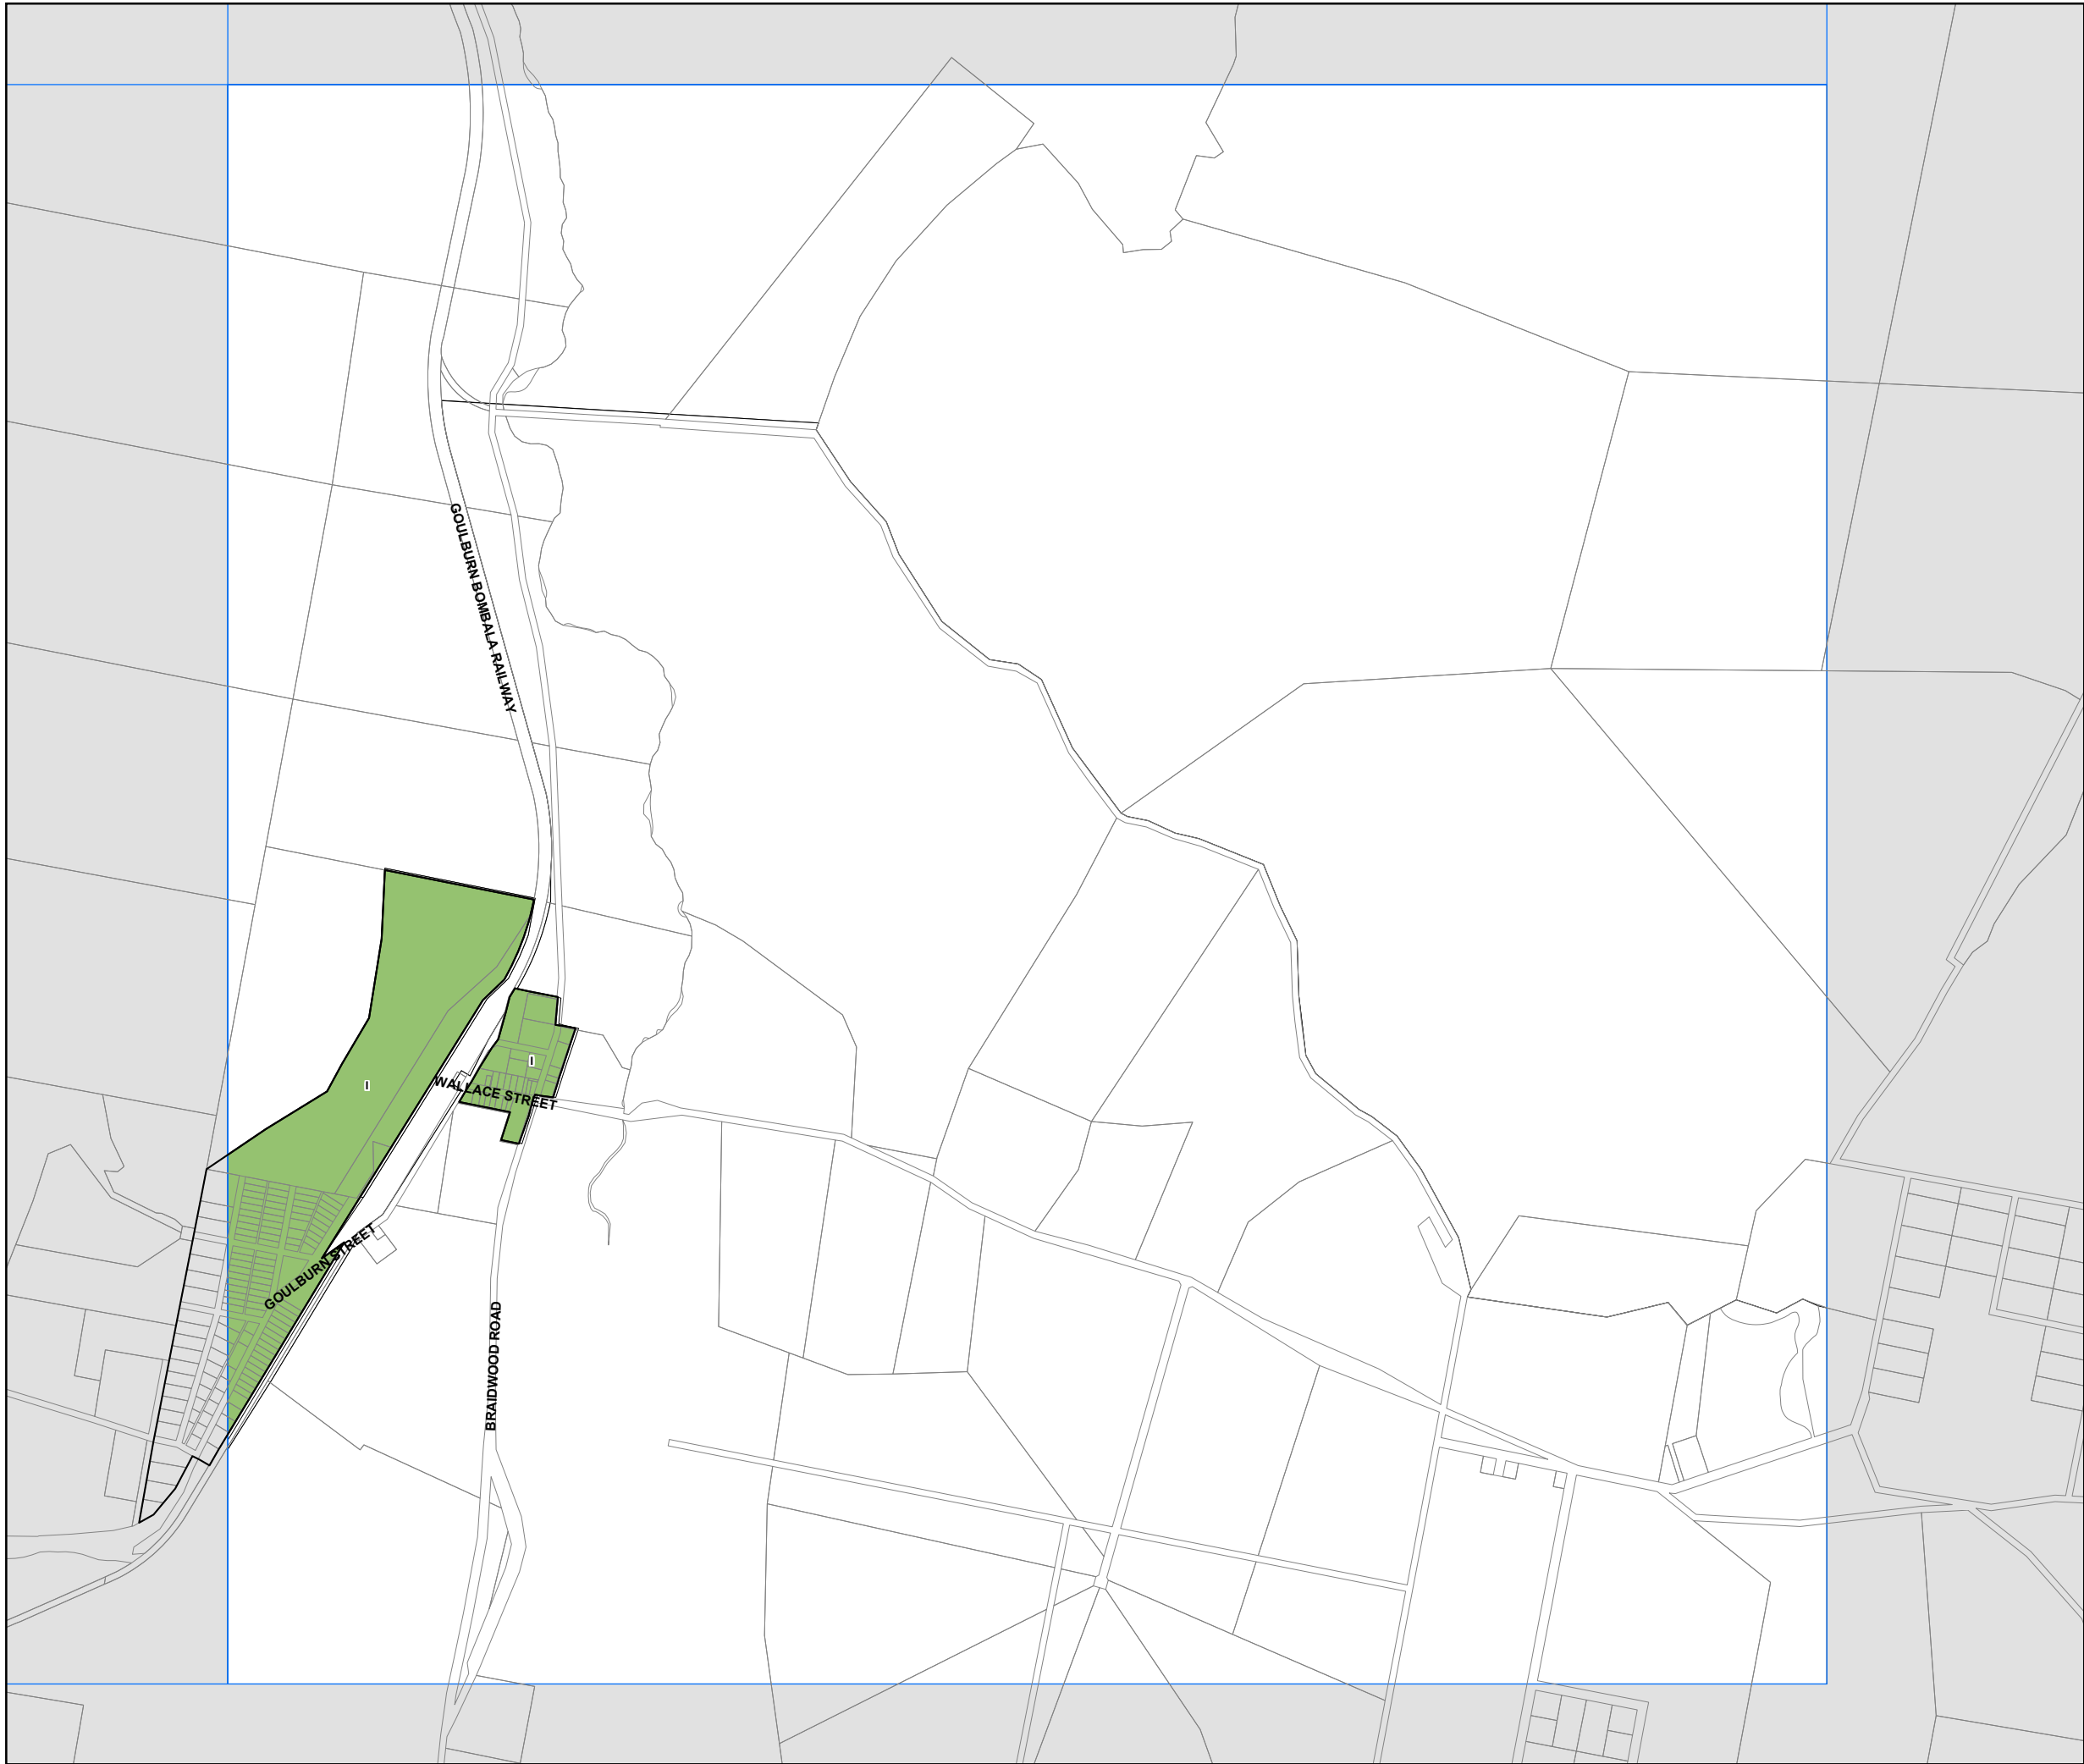 GOULBURN BOMBALA RAILWAY
I
WALLACE STREET
I
GOULBURN STREET
BRAIDWOOD ROAD